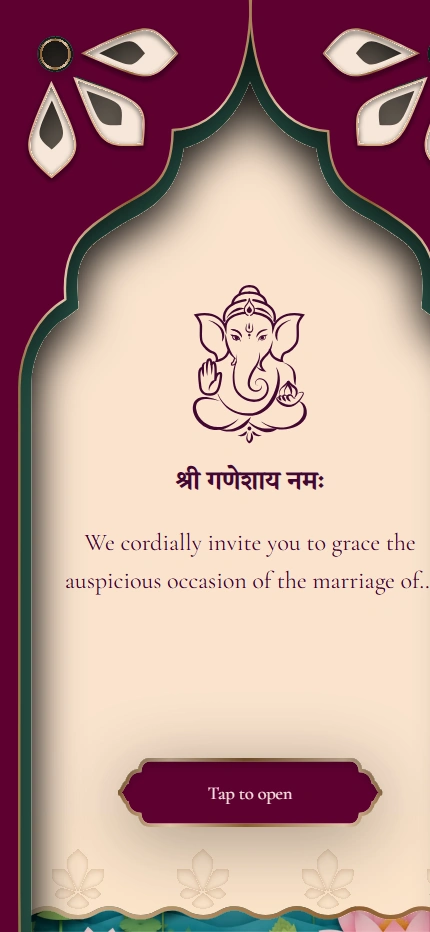 श्री गणेशाय नमः
We cordially invite you to grace the
auspicious occasion of the marriage of..
Tap to open